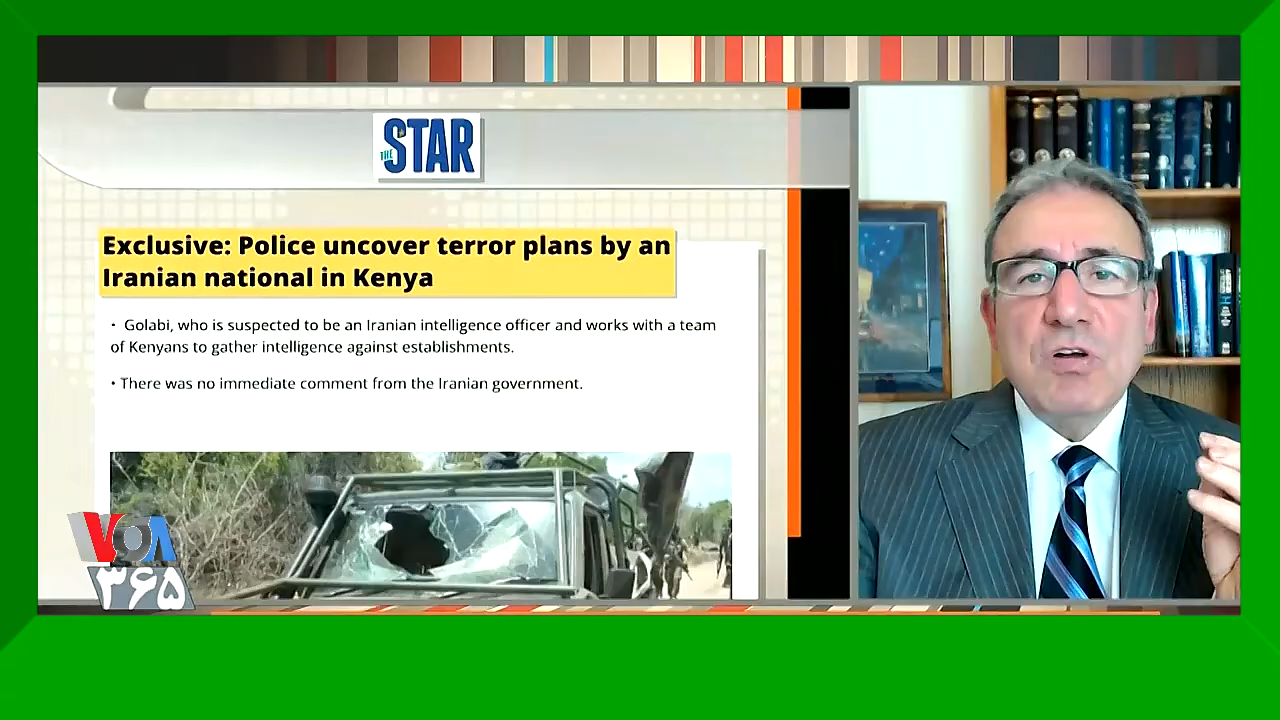 THE STAR
Exclusive: Police uncover terror plans by an
Iranian national in Kenya
• Golabi, who is suspected to be an Iranian intelligence officer and works with a team
of Kenyans to gather intelligence against establishments.
• There was no immediate comment from the Iranian government.
VOA
۳۶۵